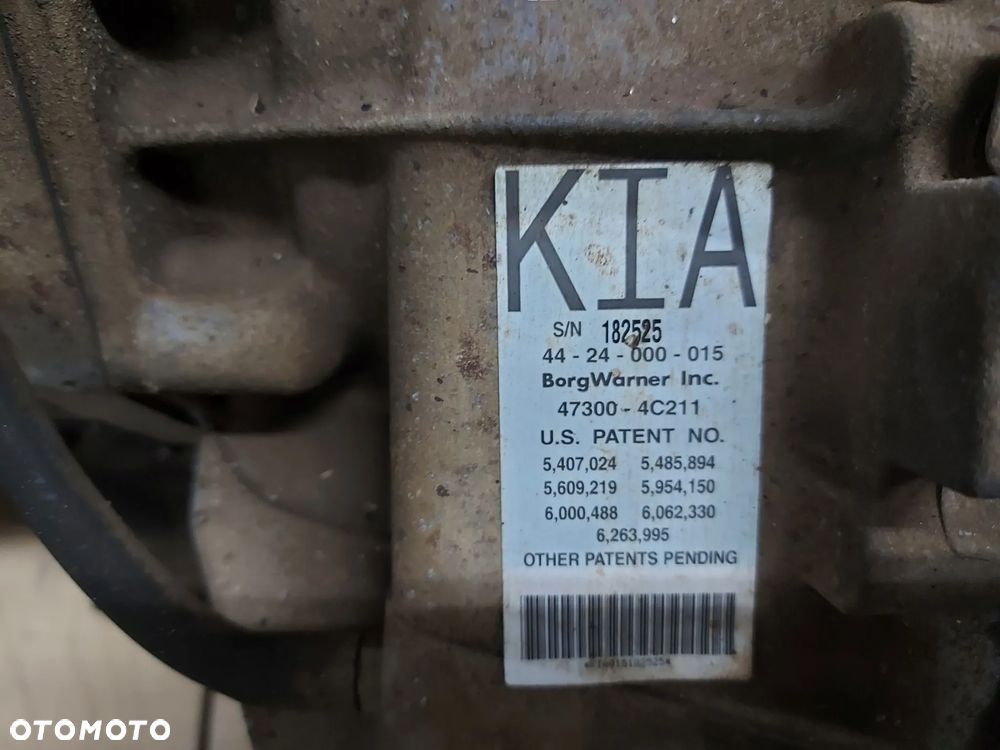 KIA
S/N 182525
44 - 24 - 000 - 015
BorgWarner Inc.
47300 - 4C211
U.S. PATENT NO.
5,407,024 5,485,894
5,609,219 5,954,150
6,000,488 6,062,330
6,263,995
OTHER PATENTS PENDING
OTOMOTO